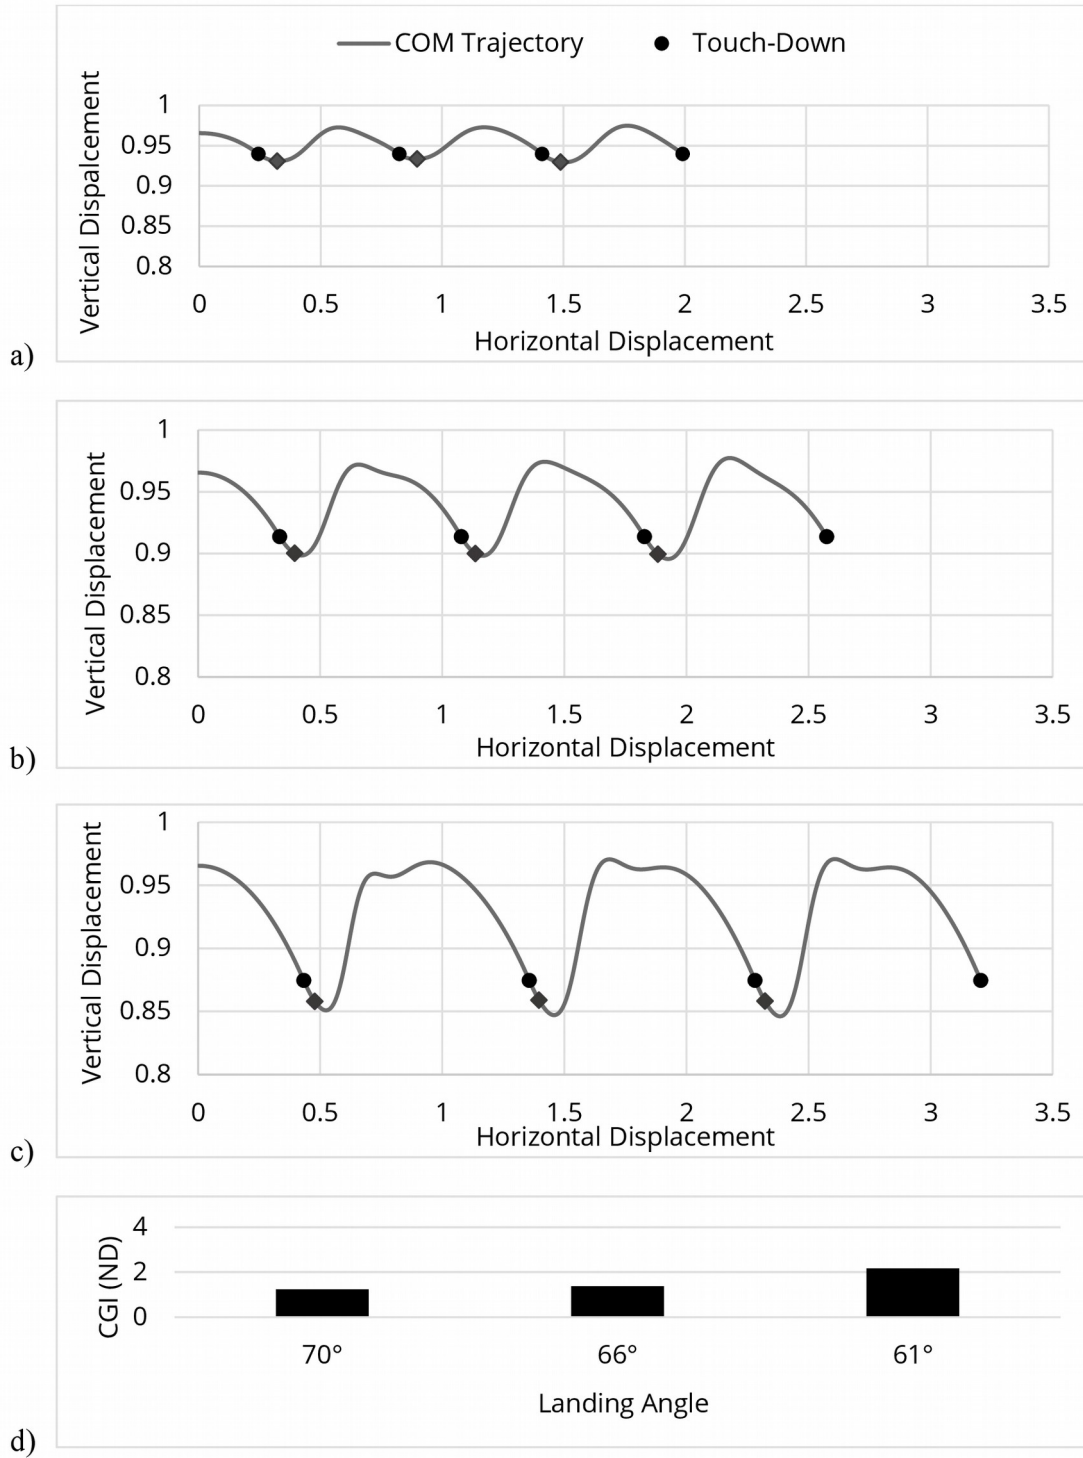 COM Trajectory Touch-Down
Vertical Dispalcement
1
0.95
0.9
0.85
0.8
0 0.5 1 1.5 2 2.5 3 3.5
Horizontal Displacement
a)
Vertical Displacement
1
0.95
0.9
0.85
0.8
0 0.5 1 1.5 2 2.5 3 3.5
Horizontal Displacement
b)
Vertical Displacement
1
0.95
0.9
0.85
0.8
0 0.5 1 1.5 2 2.5 3 3.5
Horizontal Displacement
c)
CGI (ND)
4
2
0
70° 66° 61°
Landing Angle
d)